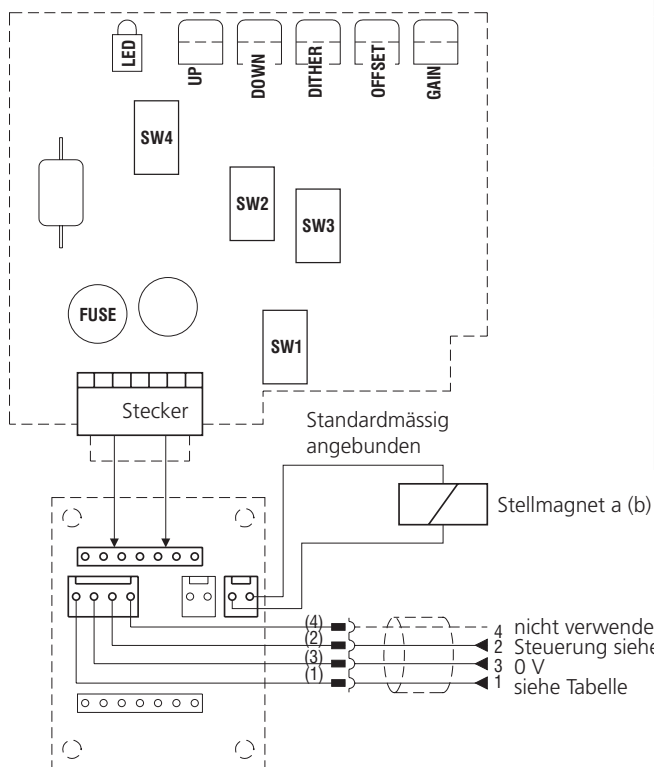 LED
UP
DOWN
DITHER
OFFSET
GAIN
SW4
SW2
SW3
FUSE
SW1
Stecker
Standardmässig
angebunden
Stellmagnet a (b)
(4)
4 nicht verwende
(2)
2 Steuerung siehe
(3)
3 0 V
(1)
1 siehe Tabelle